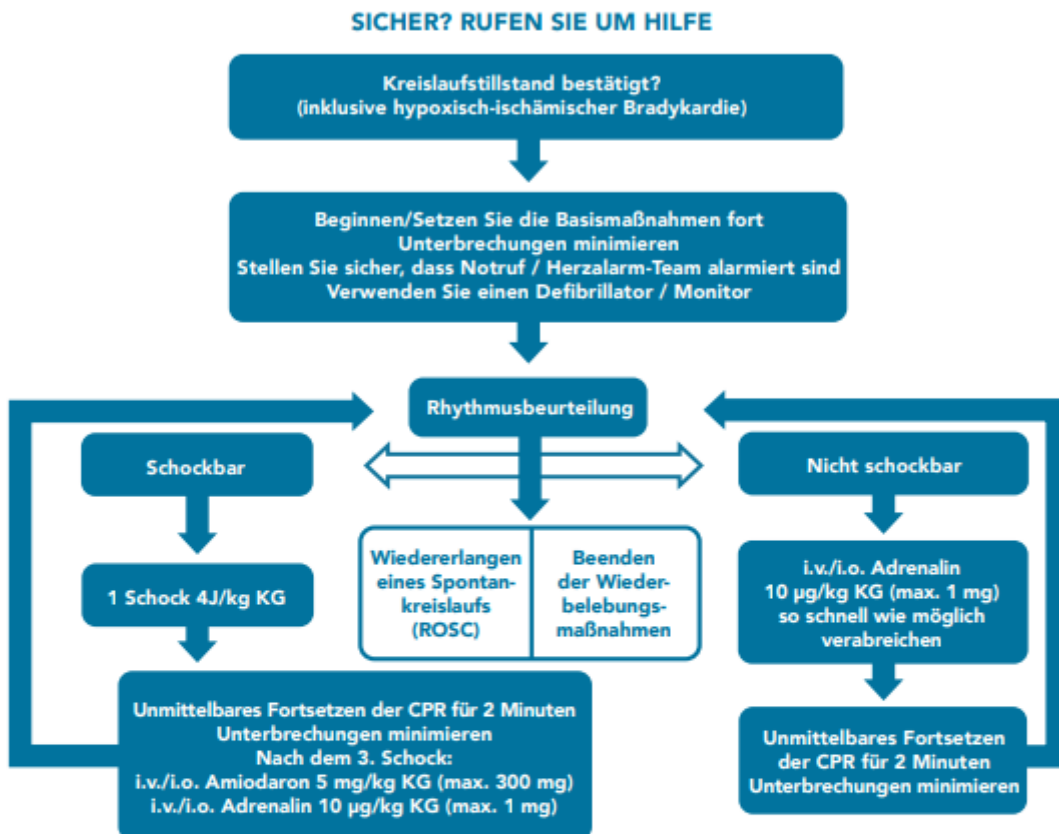 SICHER? RUFEN SIE UM HILFE
Kreislaufstillstand bestätigt?
(inklusive hypoxisch-ischämischer Bradykardie)
Beginnen/Setzen Sie die Basismaßnahmen fort
Unterbrechungen minimieren
Stellen Sie sicher, dass Notruf / Herzalarm-Team alarmiert sind
Verwenden Sie einen Defibrillator / Monitor
Rhythmusbeurteilung
Schockbar
1 Schock 4J/kg KG
Unmittelbares Fortsetzen der CPR für 2 Minuten
Unterbrechungen minimieren
Nach dem 3. Schock:
i.v./i.o. Amiodaron 5 mg/kg KG (max. 300 mg)
i.v./i.o. Adrenalin 10 µg/kg KG (max. 1 mg)
Wiedererlangen
eines Spontan-
kreislaufs
(ROSC)
Beenden
der Wieder-
belebungs-
maßnahmen
Nicht schockbar
i.v./i.o. Adrenalin
10 µg/kg KG (max. 1 mg)
so schnell wie möglich
verabreichen
Unmittelbares Fortsetzen
der CPR für 2 Minuten
Unterbrechungen minimieren